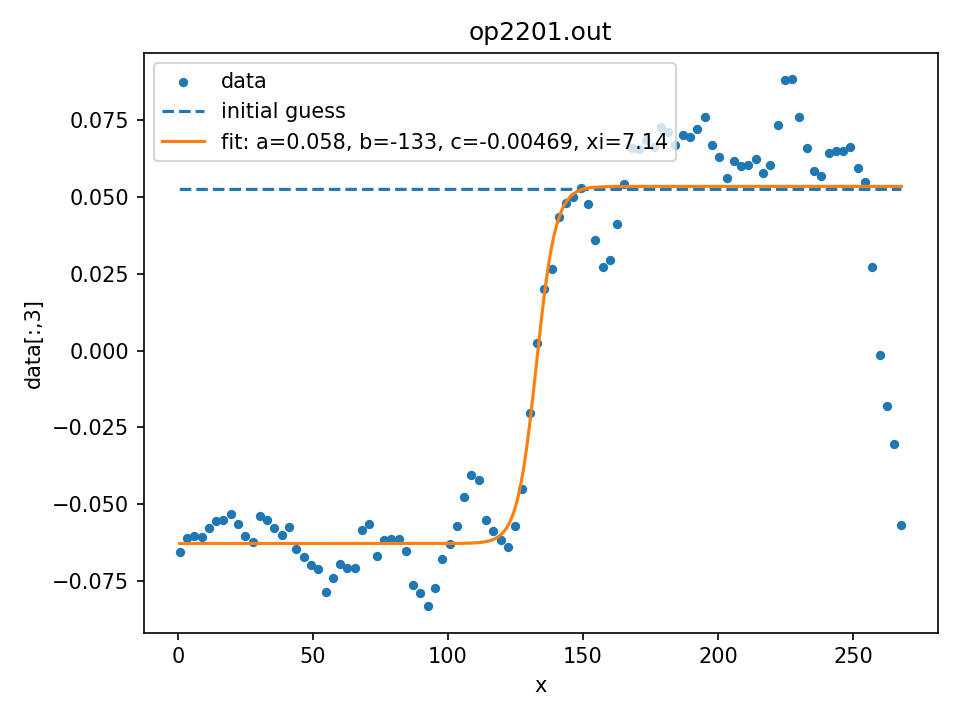 op2201.out
data
initial guess
fit: a=0.058, b=-133, c=-0.00469, xi=7.14
0.075
0.050
0.025
0.000
−0.025
−0.050
−0.075
data[:,3]
0
50
100
150
200
250
x